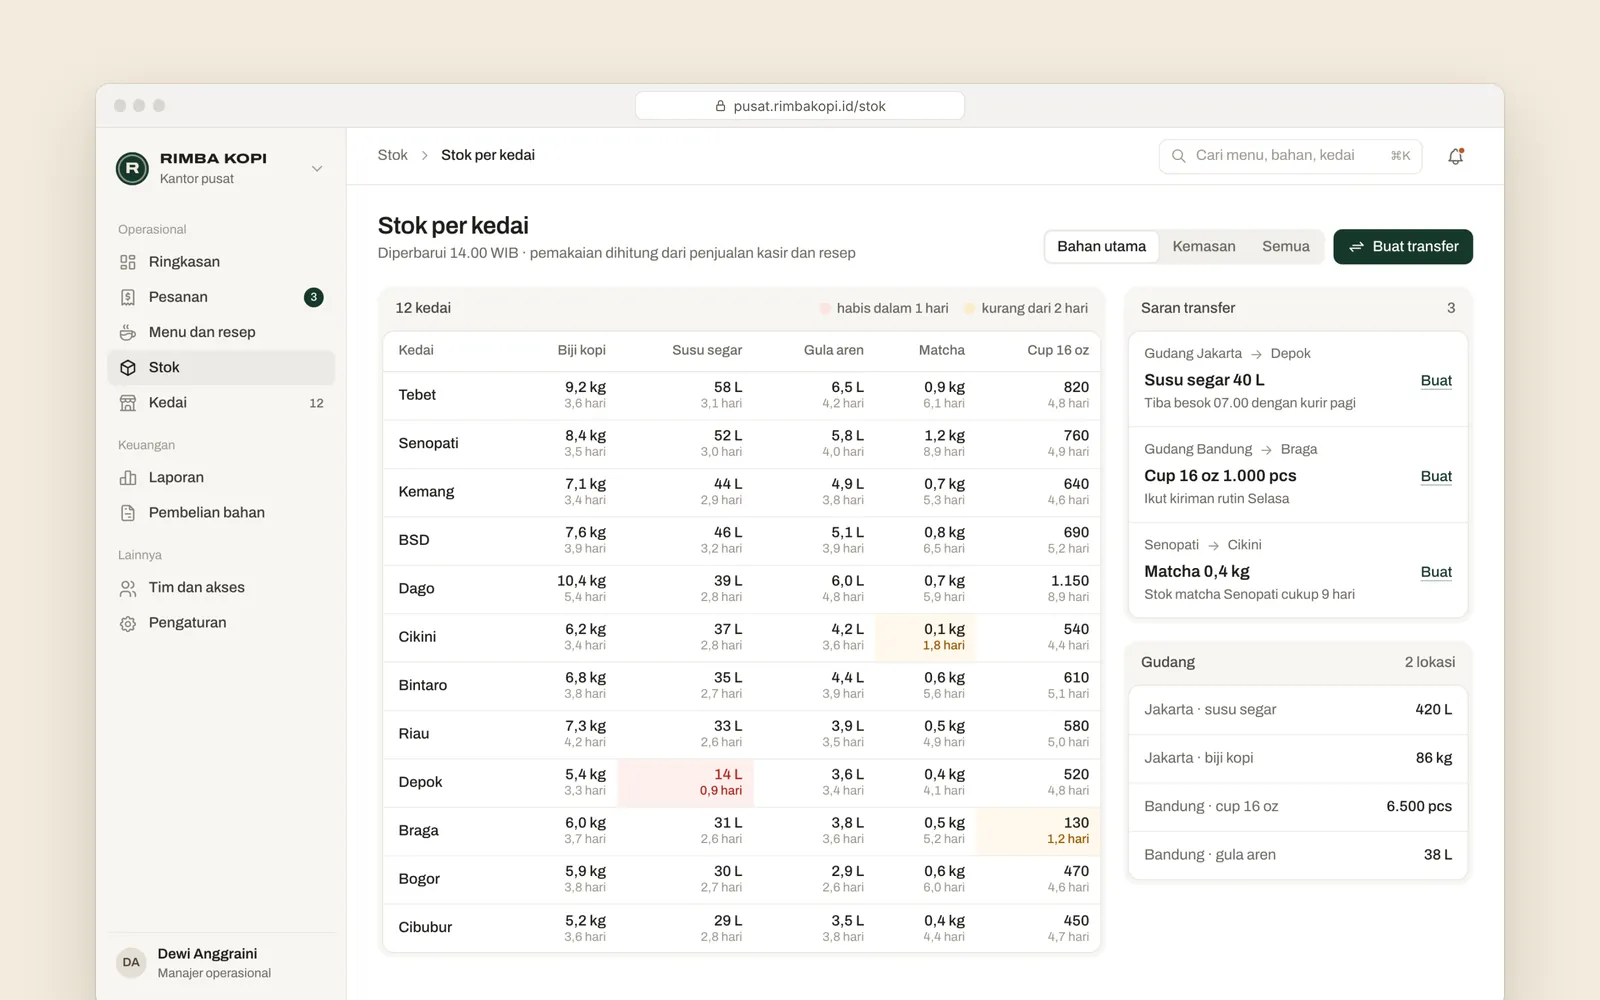 pusat.rimbakopi.id/stok
R
RIMBA KOPI
Kantor pusat
Operasional
Ringkasan
Pesanan 3
Menu dan resep
Stok
Kedai 12
Keuangan
Laporan
Pembelian bahan
Lainnya
Tim dan akses
Pengaturan
DA
Dewi Anggraini
Manajer operasional
Stok > Stok per kedai
Cari menu, bahan, kedai ⌘K
Stok per kedai
Diperbarui 14.00 WIB · pemakaian dihitung dari penjualan kasir dan resep
Bahan utama Kemasan Semua
Buat transfer
12 kedai habis dalam 1 hari kurang dari 2 hari
Kedai Biji kopi Susu segar Gula aren Matcha Cup 16 oz
Tebet 9,2 kg 58 L 6,5 L 0,9 kg 820
3,6 hari 3,1 hari 4,2 hari 6,1 hari 4,8 hari
Senopati 8,4 kg 52 L 5,8 L 1,2 kg 760
3,5 hari 3,0 hari 4,0 hari 8,9 hari 4,9 hari
Kemang 7,1 kg 44 L 4,9 L 0,7 kg 640
3,4 hari 2,9 hari 3,8 hari 5,3 hari 4,6 hari
BSD 7,6 kg 46 L 5,1 L 0,8 kg 690
3,9 hari 3,2 hari 3,9 hari 6,5 hari 5,2 hari
Dago 10,4 kg 39 L 6,0 L 0,7 kg 1.150
5,4 hari 2,8 hari 4,8 hari 5,9 hari 8,9 hari
Cikini 6,2 kg 37 L 4,2 L 0,1 kg 540
3,4 hari 2,8 hari 3,6 hari 1,8 hari 4,4 hari
Bintaro 6,8 kg 35 L 4,4 L 0,6 kg 610
3,8 hari 2,7 hari 3,9 hari 5,6 hari 5,1 hari
Riau 7,3 kg 33 L 3,9 L 0,5 kg 580
4,2 hari 2,6 hari 3,5 hari 4,9 hari 5,0 hari
Depok 5,4 kg 14 L 3,6 L 0,4 kg 520
3,3 hari 0,9 hari 3,4 hari 4,1 hari 4,8 hari
Braga 6,0 kg 31 L 3,8 L 0,5 kg 130
3,7 hari 2,6 hari 3,6 hari 5,2 hari 1,2 hari
Bogor 5,9 kg 30 L 2,9 L 0,6 kg 470
3,8 hari 2,7 hari 2,6 hari 6,0 hari 4,6 hari
Cibubur 5,2 kg 29 L 3,5 L 0,4 kg 450
3,6 hari 2,8 hari 3,8 hari 4,4 hari 4,7 hari
Saran transfer 3
Gudang Jakarta → Depok
Susu segar 40 L Buat
Tiba besok 07.00 dengan kurir pagi
Gudang Bandung → Braga
Cup 16 oz 1.000 pcs Buat
Ikut kiriman rutin Selasa
Senopati → Cikini
Matcha 0,4 kg Buat
Stok matcha Senopati cukup 9 hari
Gudang 2 lokasi
Jakarta · susu segar 420 L
Jakarta · biji kopi 86 kg
Bandung · cup 16 oz 6.500 pcs
Bandung · gula aren 38 L